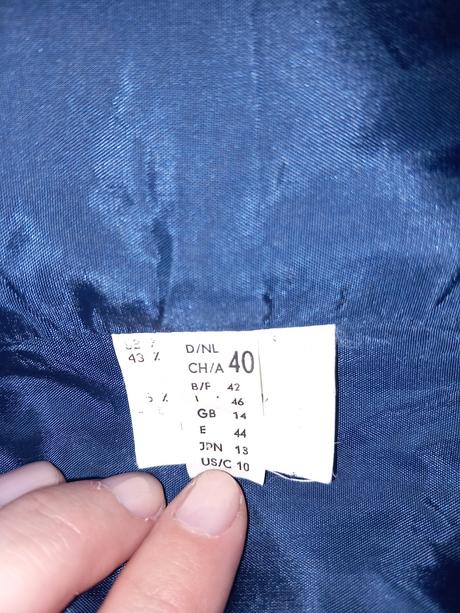 43 %
D/NL
CH/A 40
B/F 42
I 46
GB 14
E 44
JPN 13
US/C 10